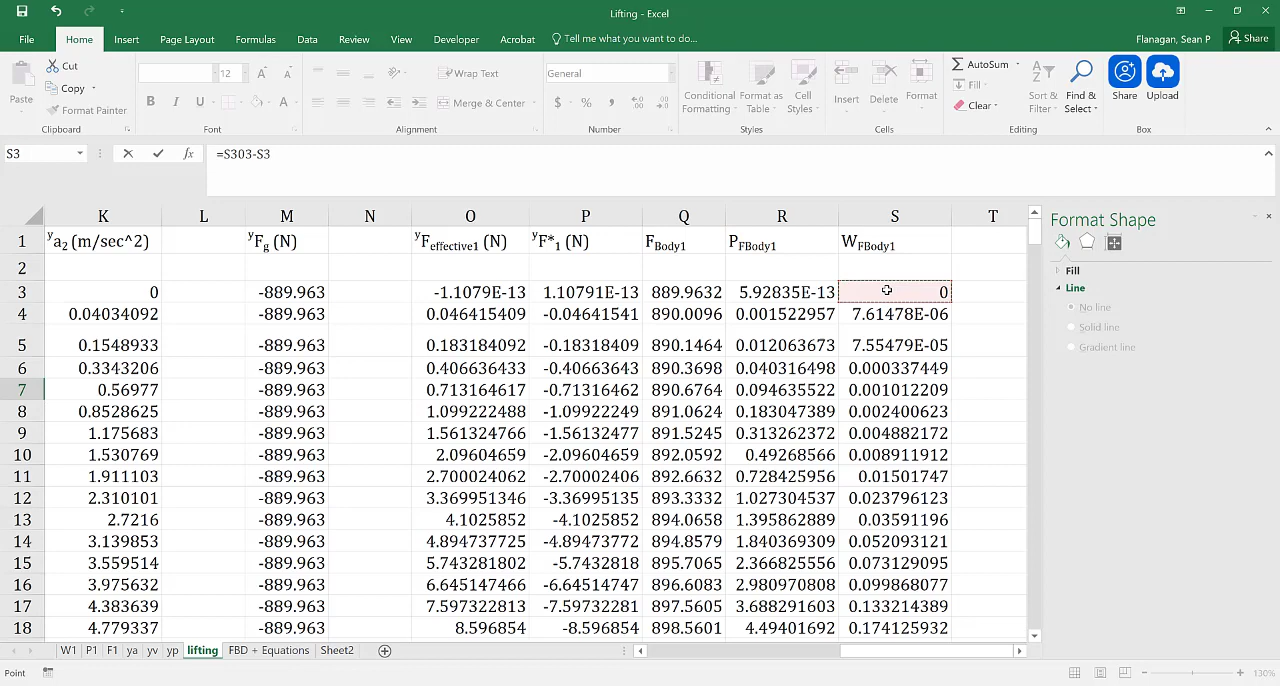 Lifting - Excel
File Home Insert Page Layout Formulas Data Review View Developer Acrobat Tell me what you want to do... Flanagan, Sean P Share
Paste Cut Copy Format Painter Clipboard
12 A A B I U A Font
Wrap Text Merge & Center Alignment
General $ % , Number
Conditional Formatting Format as Table Cell Styles Styles
Insert Delete Format Cells
AutoSum Fill Clear Sort & Filter Find & Select Editing
Share Upload Box
S3 fx =S303-S3
Format Shape
Fill
Line
No line
Solid line
Gradient line
K L M N O P Q R S T
1 ya2 (m/sec^2) yFg (N) yFeffective1 (N) yF*1 (N) FBody1 PFBody1 WFBody1
2
3 0 -889.963 -1.1079E-13 1.10791E-13 889.9632 5.92835E-13 0
4 0.04034092 -889.963 0.046415409 -0.04641541 890.0096 0.001522957 7.61478E-06
5 0.1548933 -889.963 0.183184092 -0.18318409 890.1464 0.012063673 7.55479E-05
6 0.3343206 -889.963 0.406636433 -0.40663643 890.3698 0.040316498 0.000337449
7 0.56977 -889.963 0.713164617 -0.71316462 890.6764 0.094635522 0.001012209
8 0.8528625 -889.963 1.099222488 -1.09922249 891.0624 0.183047389 0.002400623
9 1.175683 -889.963 1.561324766 -1.56132477 891.5245 0.313262372 0.004882172
10 1.530769 -889.963 2.09604659 -2.09604659 892.0592 0.49268566 0.008911912
11 1.911103 -889.963 2.700024062 -2.70002406 892.6632 0.728425956 0.01501747
12 2.310101 -889.963 3.369951346 -3.36995135 893.3332 1.027304537 0.023796123
13 2.7216 -889.963 4.1025852 -4.1025852 894.0658 1.395862889 0.03591196
14 3.139853 -889.963 4.894737725 -4.89473772 894.8579 1.840369309 0.052093121
15 3.559514 -889.963 5.743281802 -5.7432818 895.7065 2.366825556 0.073129095
16 3.975632 -889.963 6.645147466 -6.64514747 896.6083 2.980970808 0.099868077
17 4.383639 -889.963 7.597322813 -7.59732281 897.5605 3.688291603 0.133214389
18 4.779337 -889.963 8.596854 -8.596854 898.5601 4.49401692 0.174125932
W1 P1 F1 ya yv yp lifting FBD + Equations Sheet2
Point 130%